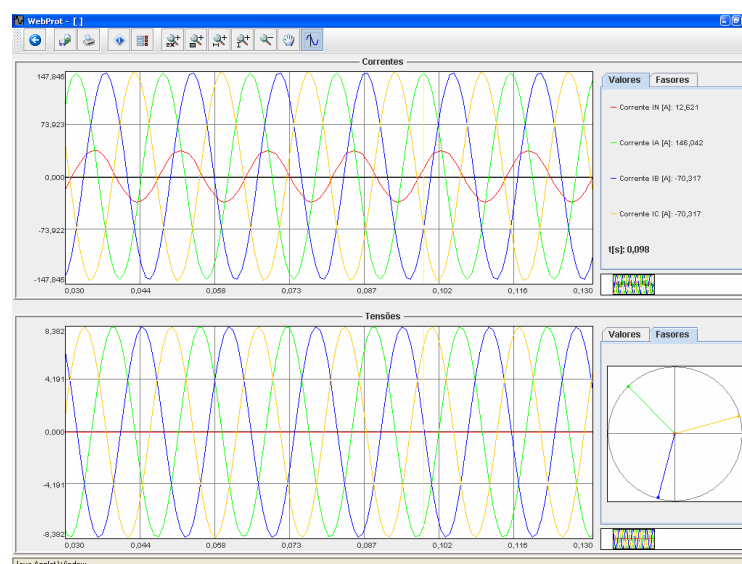 WebProt - [ ]
Correntes
147,845
73,923
0,000
-73,922
-147,845
0,030 0,044 0,058 0,073 0,087 0,102 0,116 0,130
Valores Fasores
Corrente IN [A]: 12,621
Corrente IA [A]: 146,042
Corrente IB [A]: -70,317
Corrente IC [A]: -70,317
t[s]: 0,098
Tensões
8,382
4,191
0,000
-4,191
-8,382
0,030 0,044 0,058 0,073 0,087 0,102 0,116 0,130
Valores Fasores